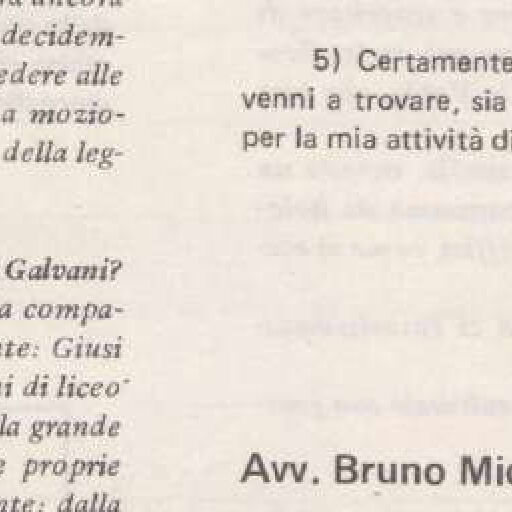 ancora
decidem-
edere alle
a mozio-
della leg-
Galvani?
a compa-
te: Giusi
i di liceo
la grande
e proprie
nte: dalla
5) Certamente
venni a trovare, sia
per la mia attività di
Avv. Bruno Mic